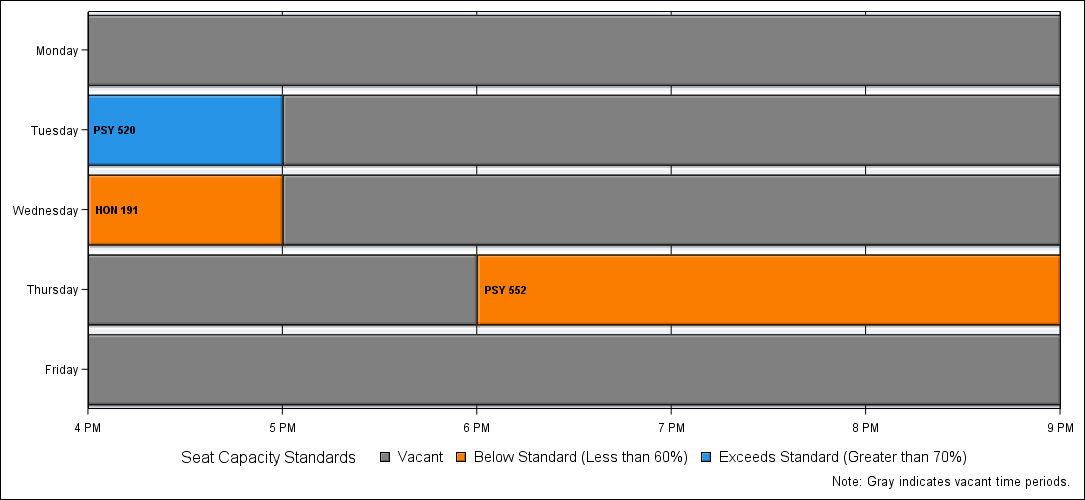 Monday
Tuesday
PSY 520
Wednesday
HON 191
Thursday
PSY 552
Friday
4 PM 5 PM 6 PM 7 PM 8 PM 9 PM
Seat Capacity Standards Vacant Below Standard (Less than 60%) Exceeds Standard (Greater than 70%)
Note: Gray indicates vacant time periods.